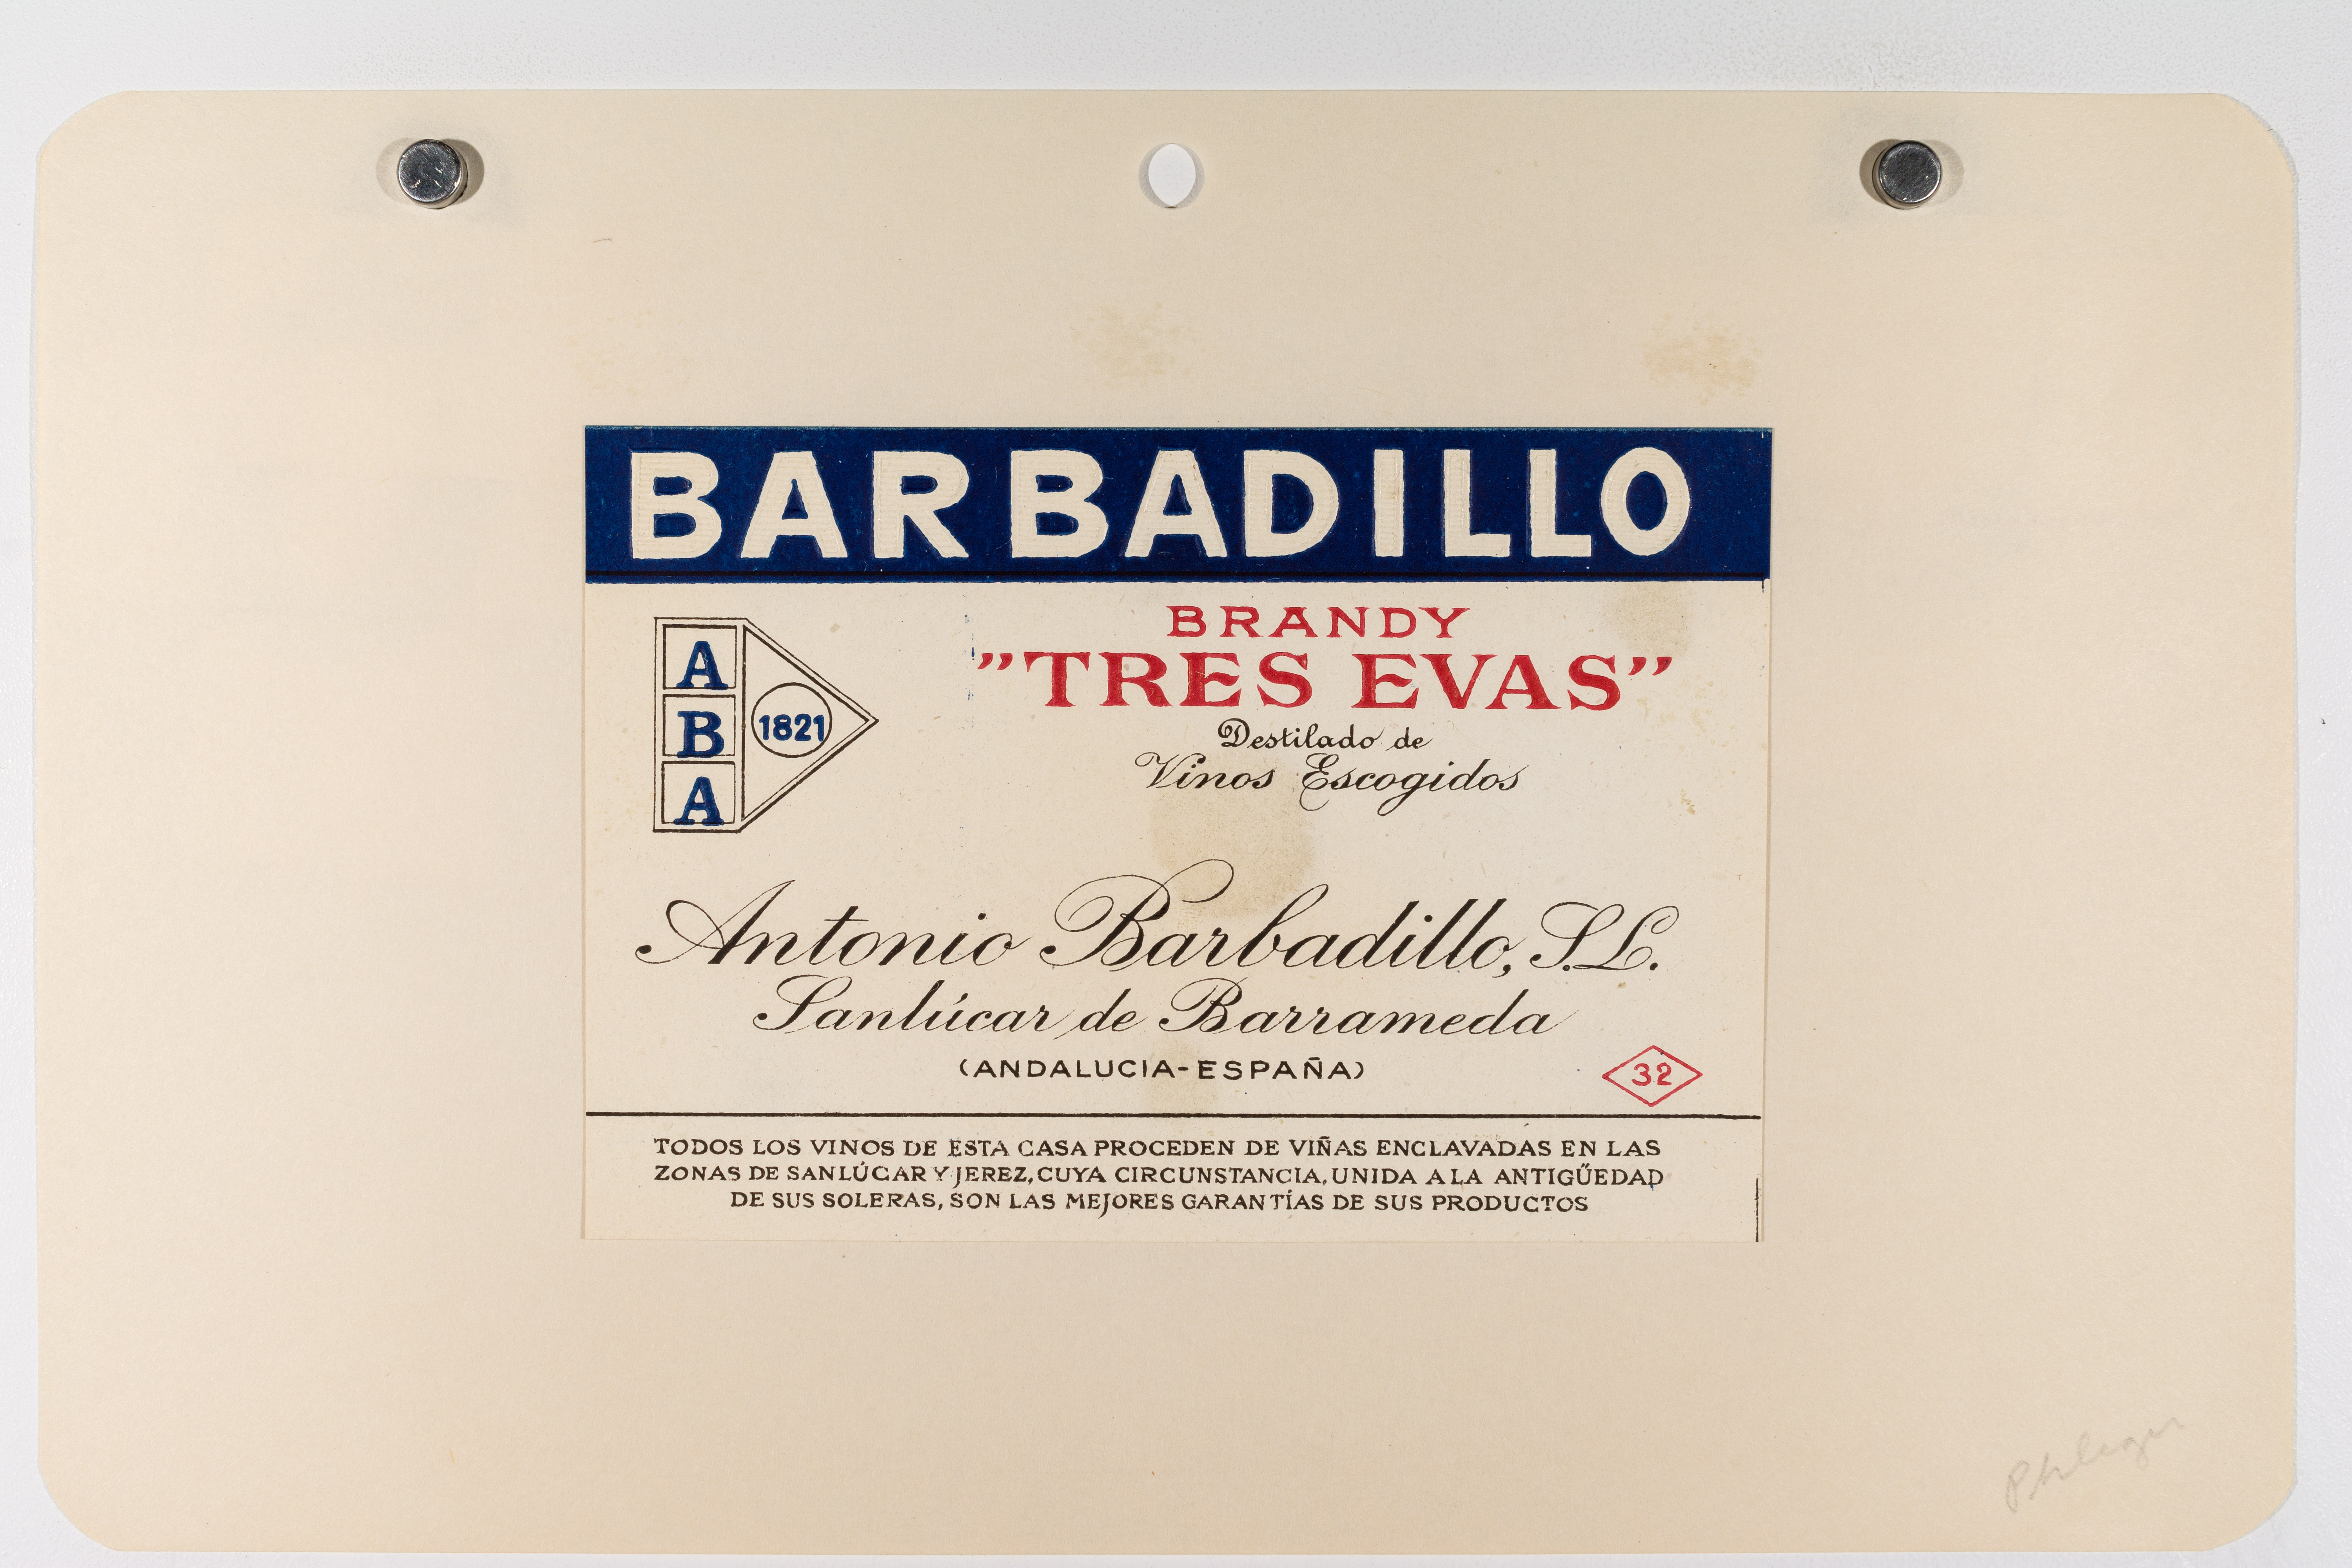 BARBADILLO
A
B
A
1821
BRANDY
"TRES EVAS"
Destilado de
Vinos Escogidos
Antonio Barbadillo, S.L.
Sanlúcar de Barrameda
(ANDALUCIA-ESPAÑA)
32
TODOS LOS VINOS DE ESTA CASA PROCEDEN DE VIÑAS ENCLAVADAS EN LAS
ZONAS DE SANLÚCAR Y JEREZ, CUYA CIRCUNSTANCIA, UNIDA A LA ANTIGÜEDAD
DE SUS SOLERAS, SON LAS MEJORES GARANTÍAS DE SUS PRODUCTOS